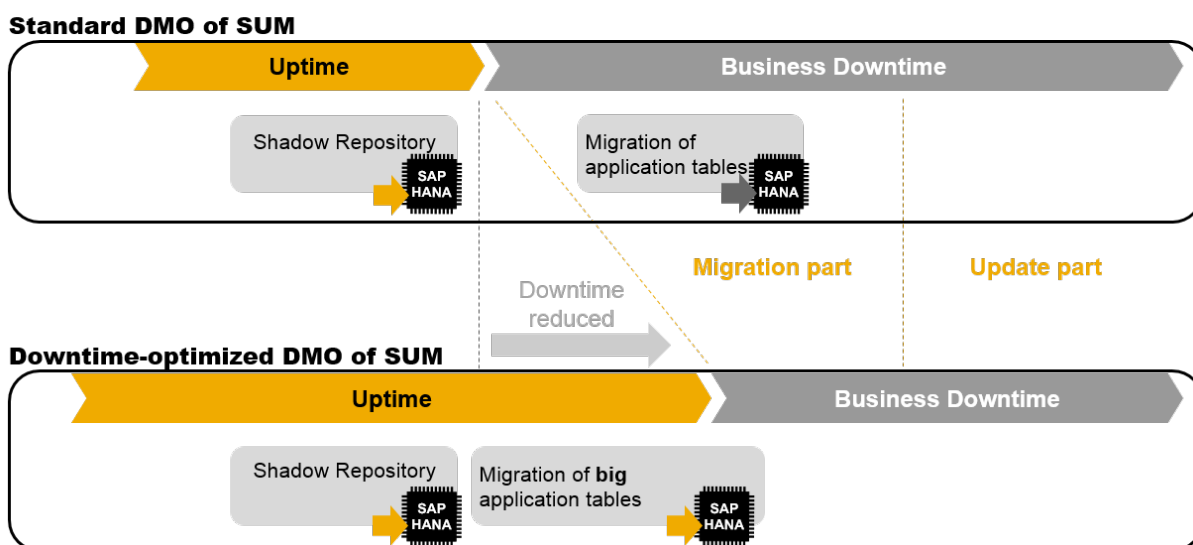 Standard DMO of SUM
Uptime
Business Downtime
Shadow Repository
SAP
HANA
Migration of
application tables
SAP
HANA
Migration part
Update part
Downtime
reduced
Downtime-optimized DMO of SUM
Uptime
Business Downtime
Shadow Repository
SAP
HANA
Migration of big
application tables
SAP
HANA